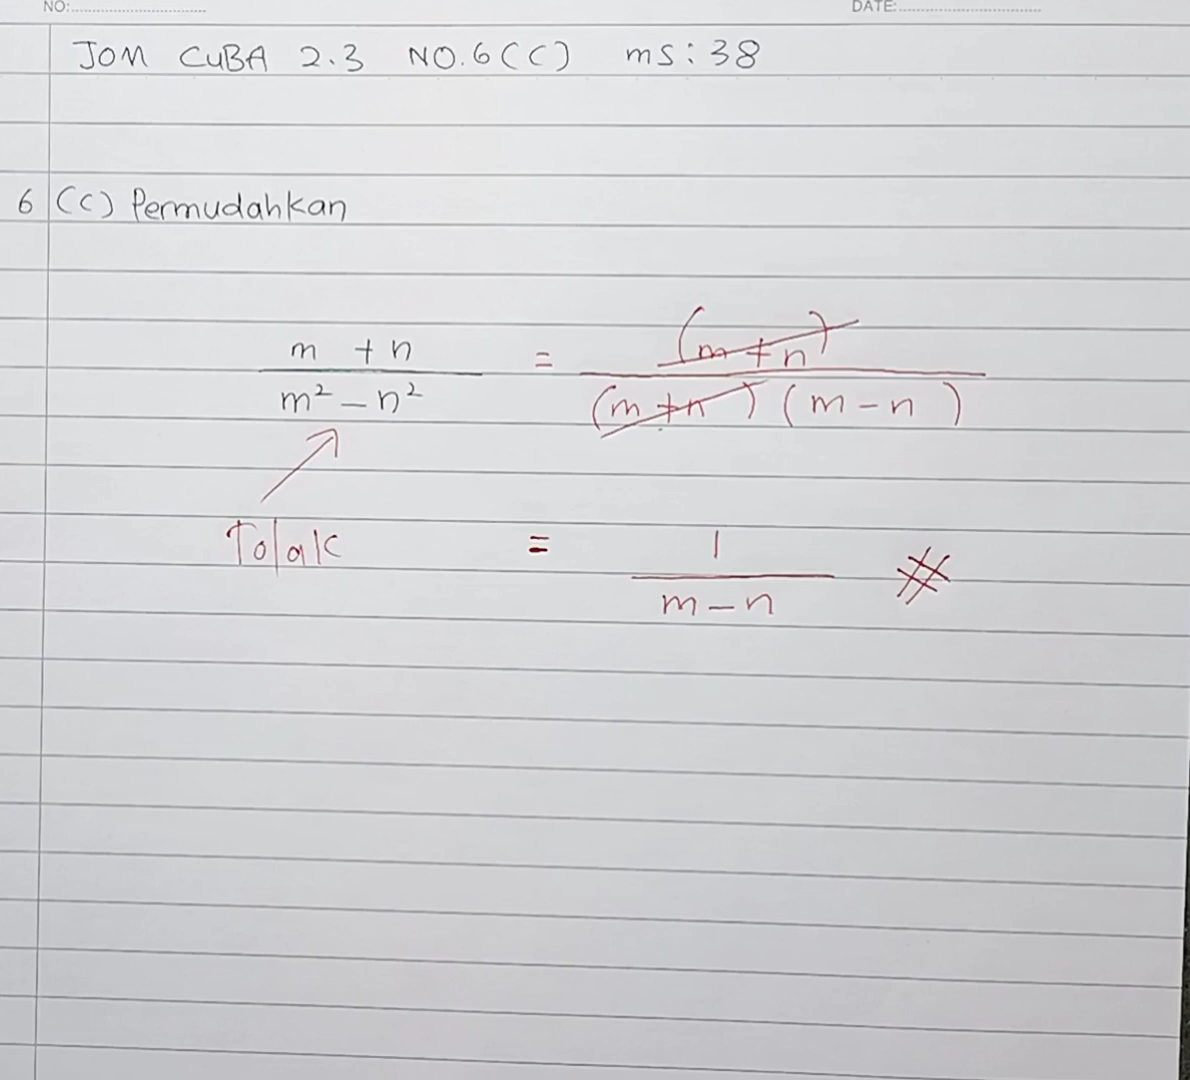 NO: DATE:
JOM CUBA 2.3 NO.6(C) ms: 38
6 (C) Permudahkan
m + n / m² - n² = (m + n) / (m + n) (m - n)
Tolak = 1 / m - n #